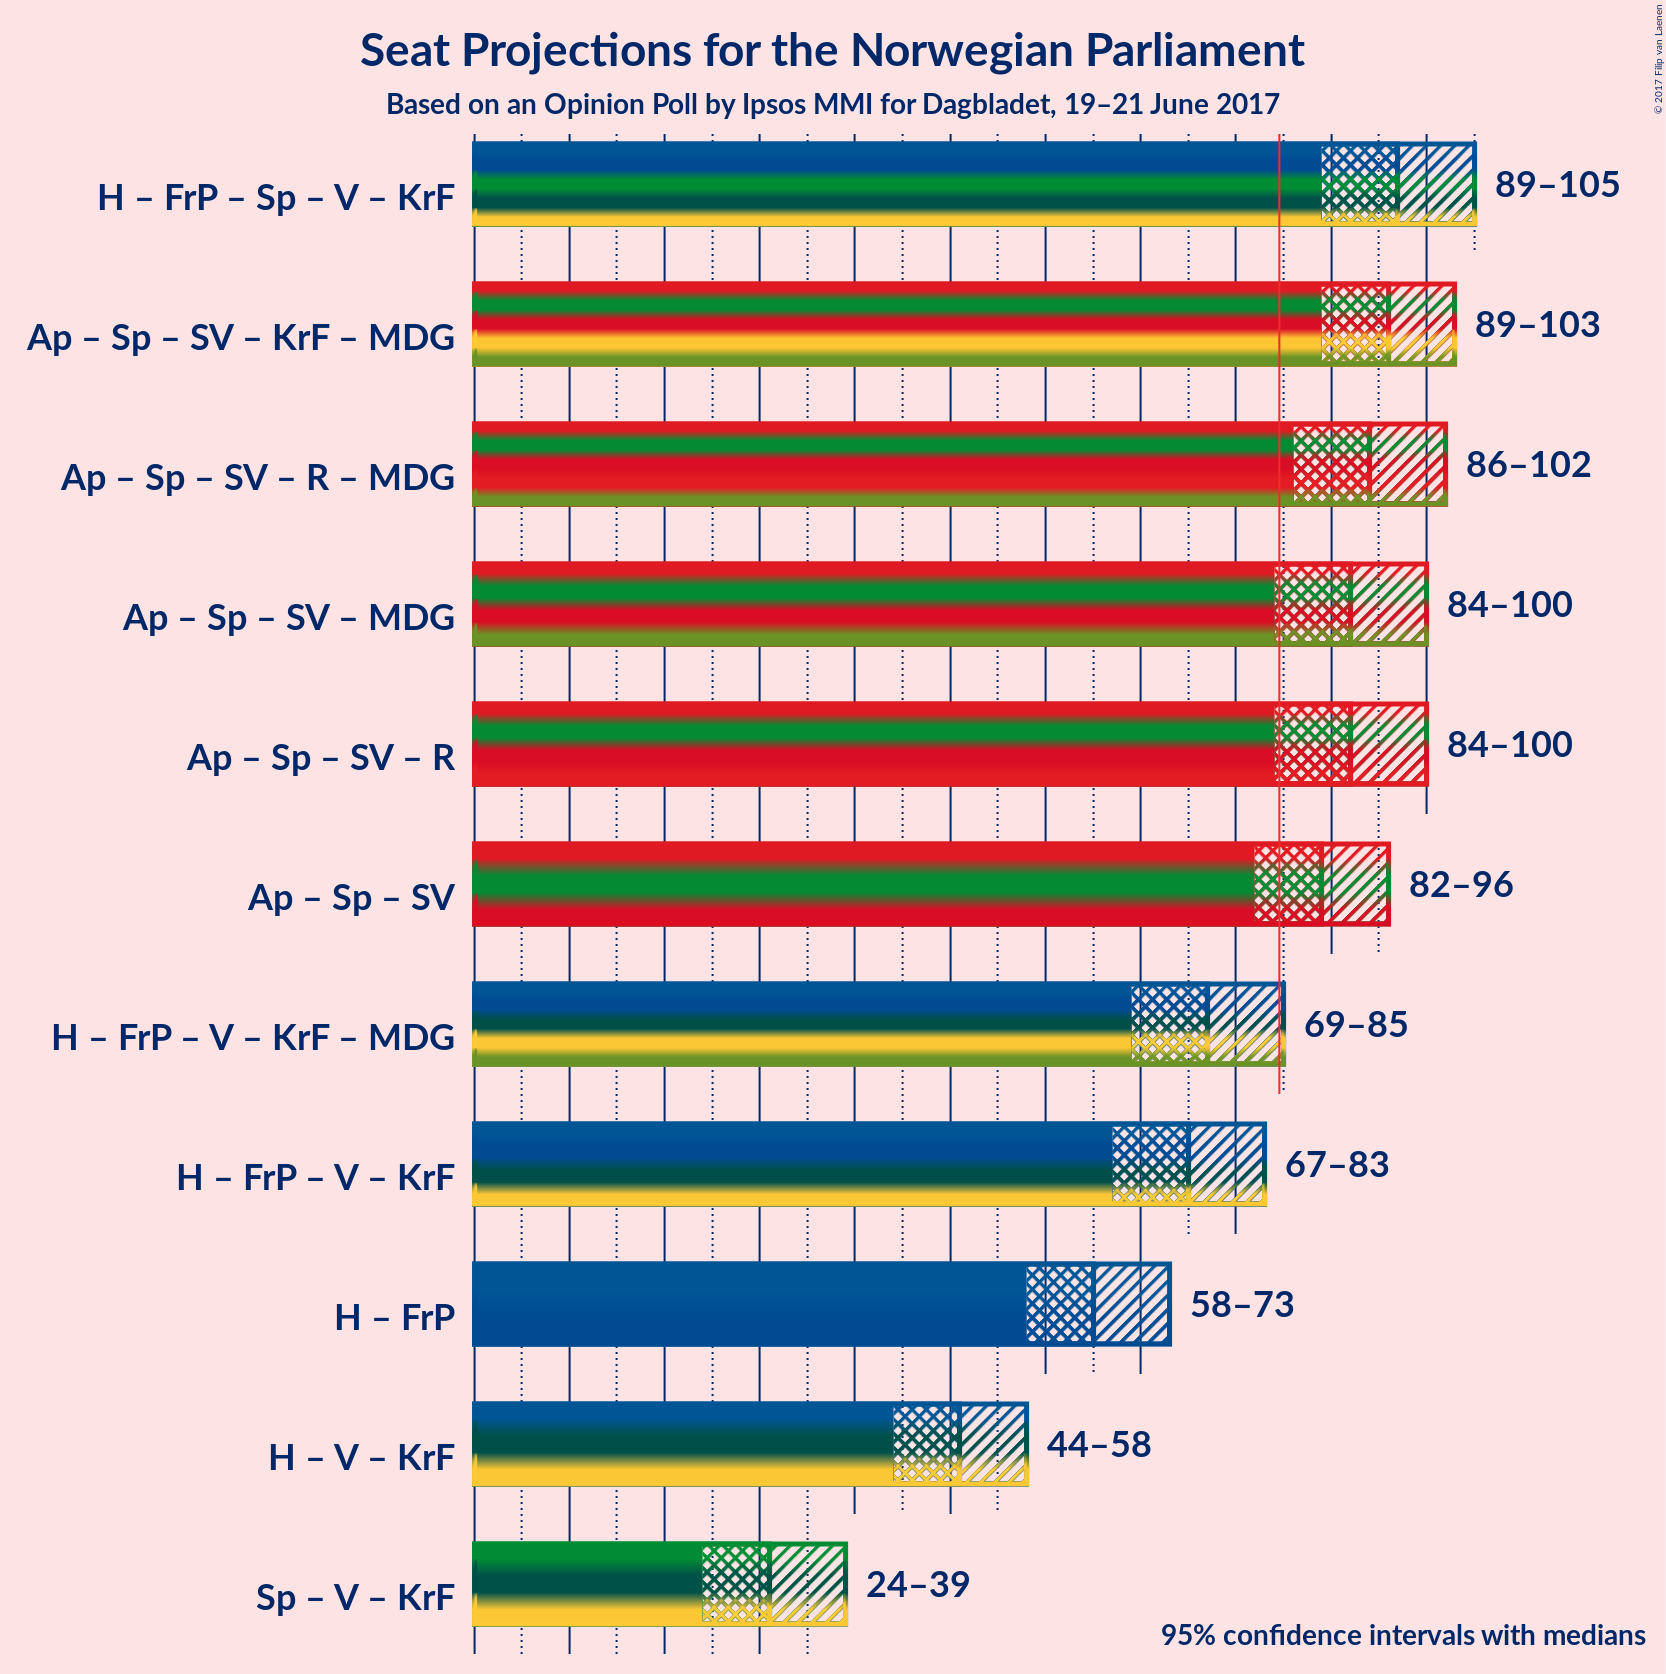 Seat Projections for the Norwegian Parliament
Based on an Opinion Poll by Ipsos MMI for Dagbladet, 19–21 June 2017
© 2017 Filip van Laenen
H – FrP – Sp – V – KrF 89–105
Ap – Sp – SV – KrF – MDG 89–103
Ap – Sp – SV – R – MDG 86–102
Ap – Sp – SV – MDG 84–100
Ap – Sp – SV – R 84–100
Ap – Sp – SV 82–96
H – FrP – V – KrF – MDG 69–85
H – FrP – V – KrF 67–83
H – FrP 58–73
H – V – KrF 44–58
Sp – V – KrF 24–39
95% confidence intervals with medians